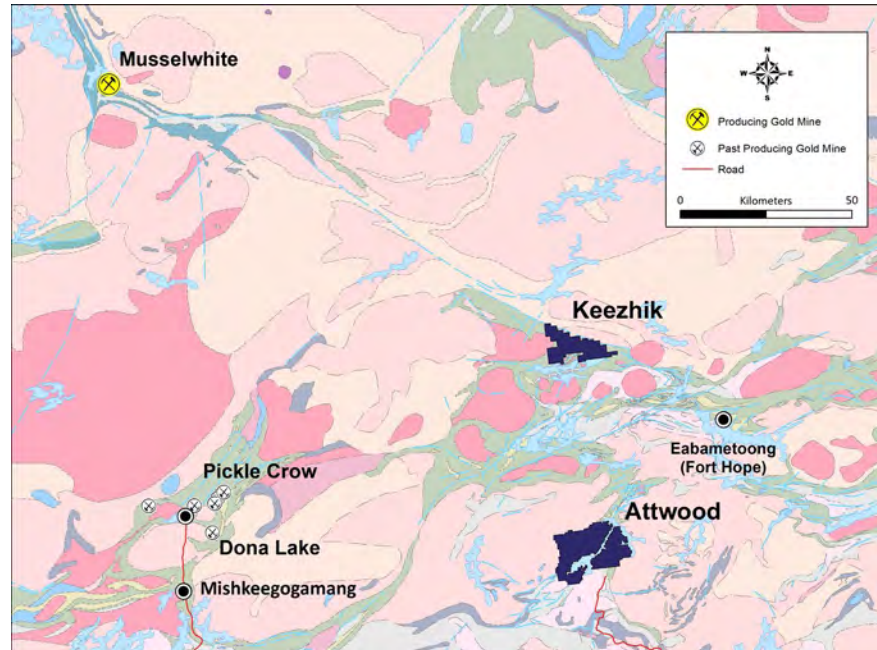 Musselwhite
N
W E
S
Producing Gold Mine
Past Producing Gold Mine
Road
0 Kilometers 50
Keezhik
Eabametoong
(Fort Hope)
Pickle Crow
Attwood
Dona Lake
Mishkeegogamang